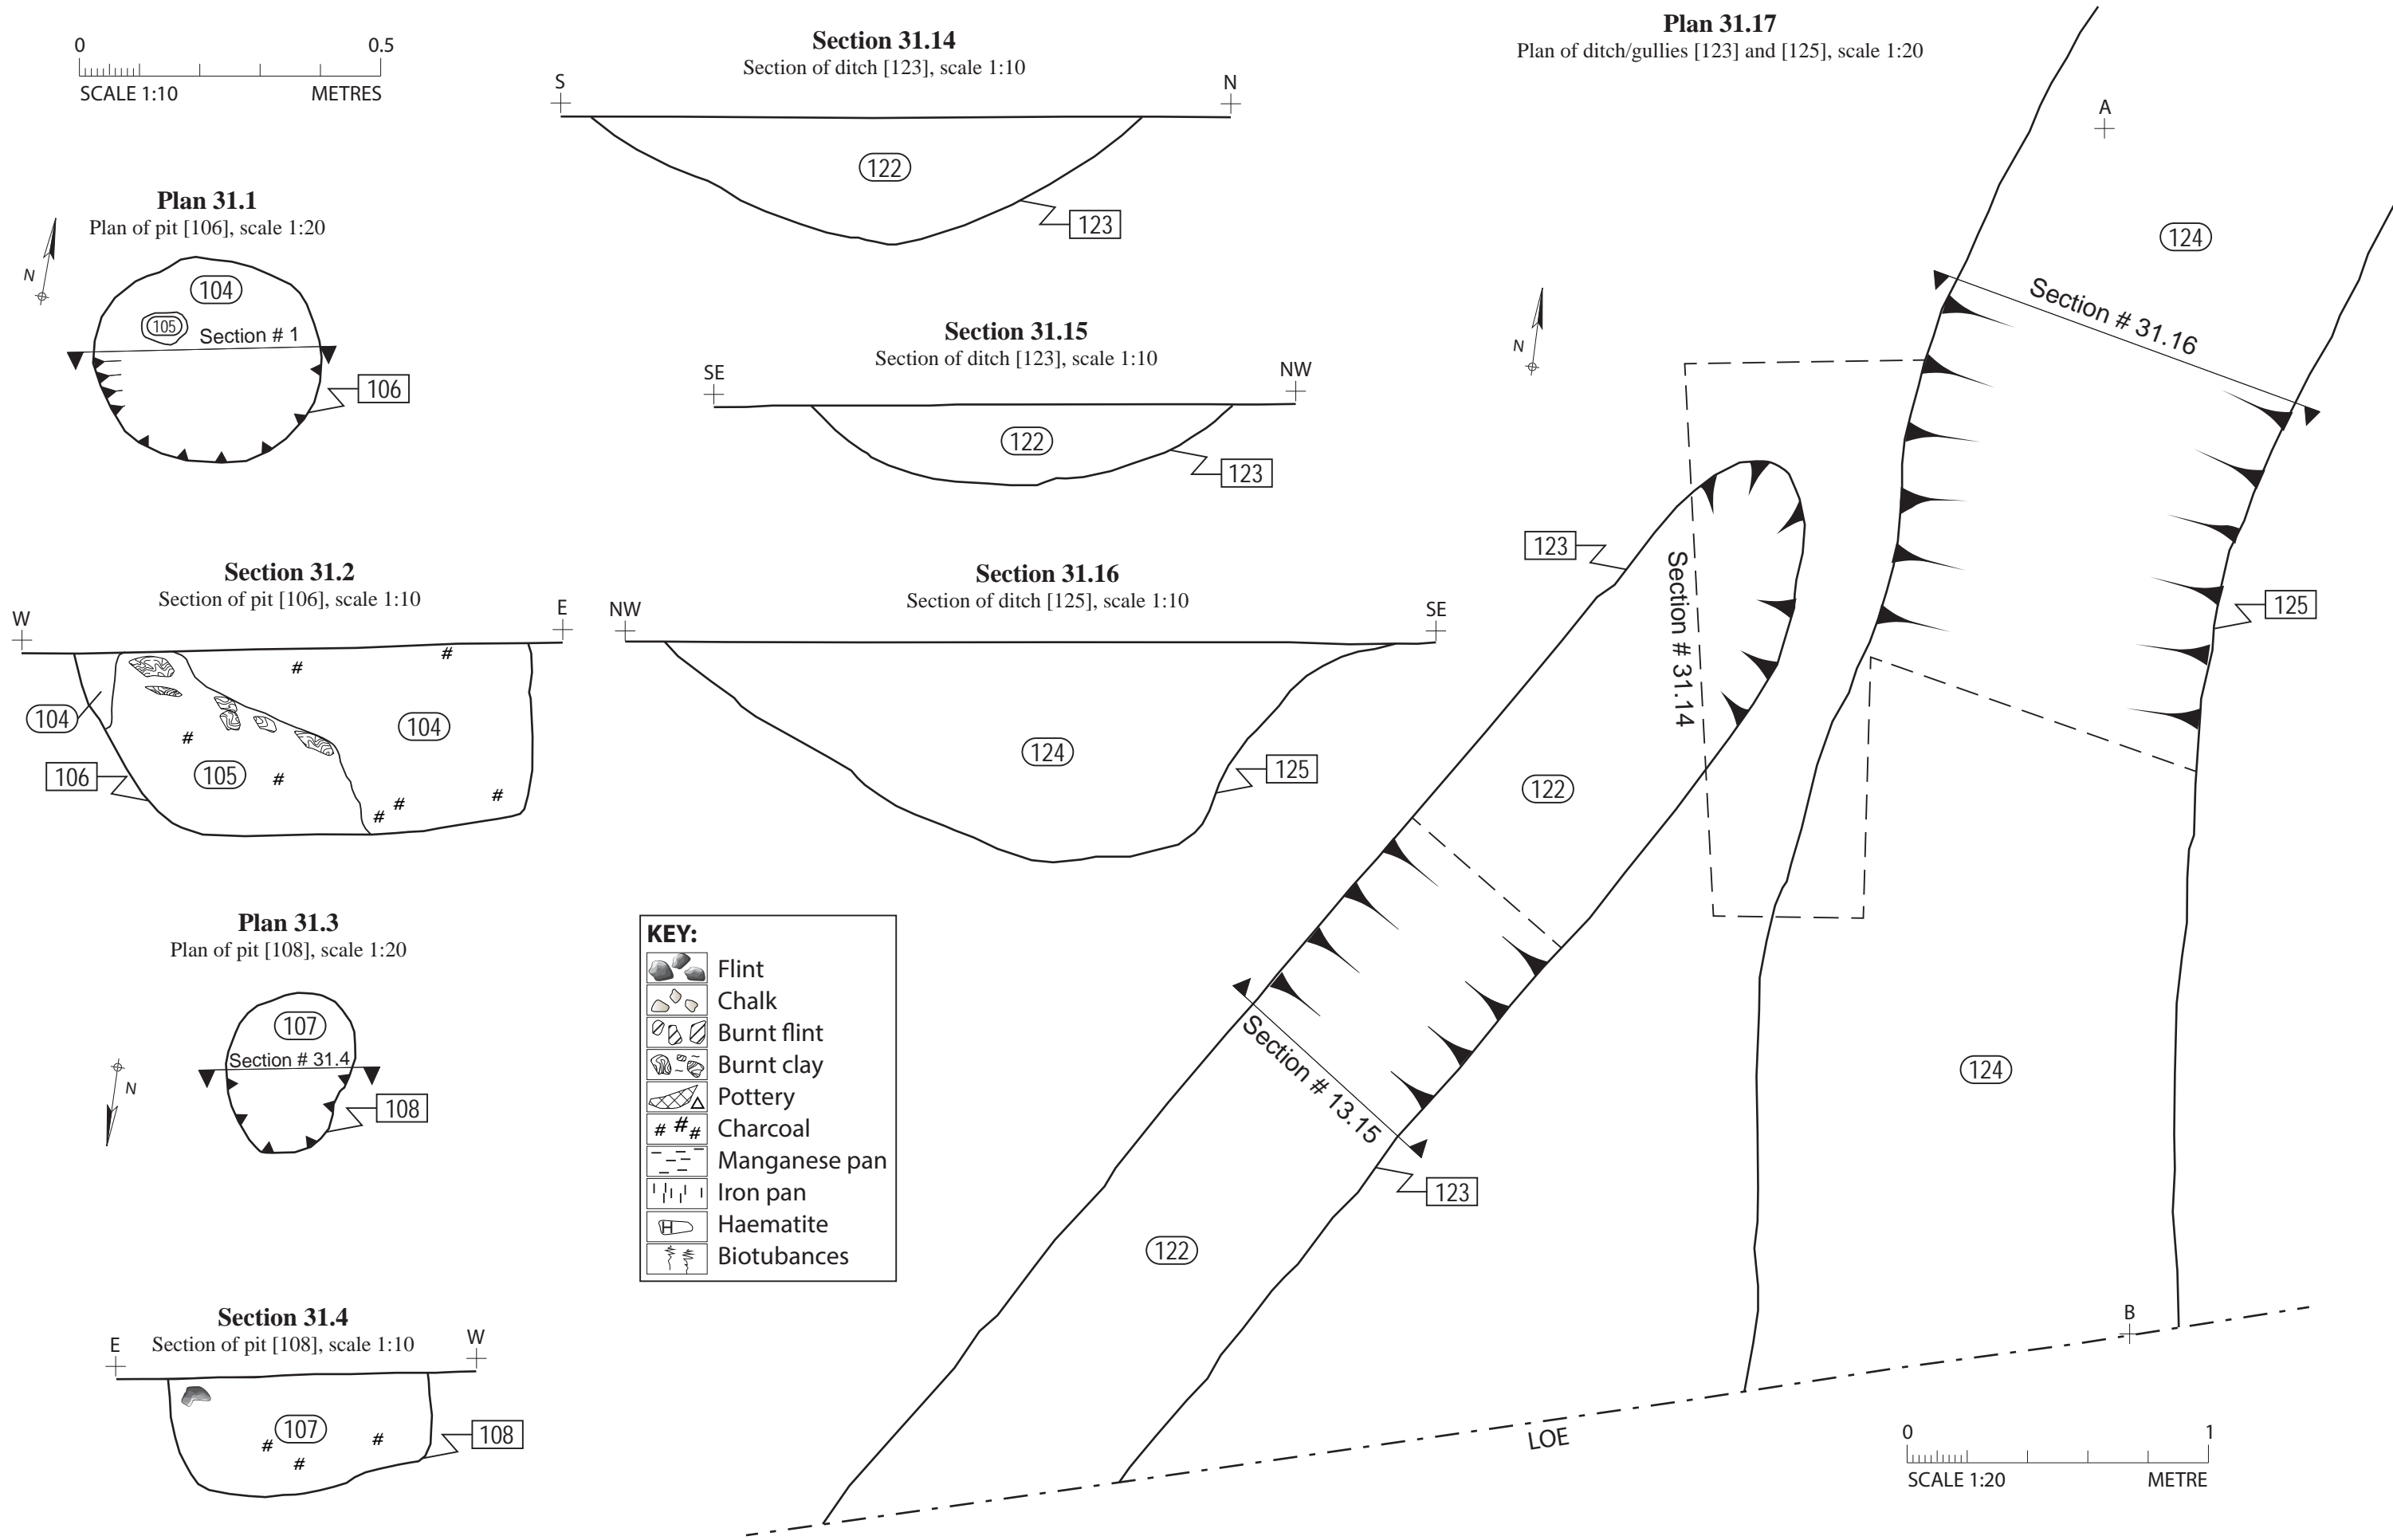 0 0.5
SCALE 1:10 METRES
Plan 31.1
Plan of pit [106], scale 1:20
N
104
105
Section # 1
106
Section 31.2
Section of pit [106], scale 1:10
W E
104
104
106
105
Plan 31.3
Plan of pit [108], scale 1:20
107
Section # 31.4
N
108
Section 31.4
Section of pit [108], scale 1:10
E W
107
108
Section 31.14
Section of ditch [123], scale 1:10
S N
122
123
Section 31.15
Section of ditch [123], scale 1:10
SE NW
122
123
Section 31.16
Section of ditch [125], scale 1:10
NW SE
124
125
KEY:
Flint
Chalk
Burnt flint
Burnt clay
Pottery
Charcoal
Manganese pan
Iron pan
H Haematite
Biotubances
Plan 31.17
Plan of ditch/gullies [123] and [125], scale 1:20
A
124
Section # 31.16
N
123
Section # 31.14
125
122
124
Section # 13.15
123
122
B
LOE
0 1
SCALE 1:20 METRE